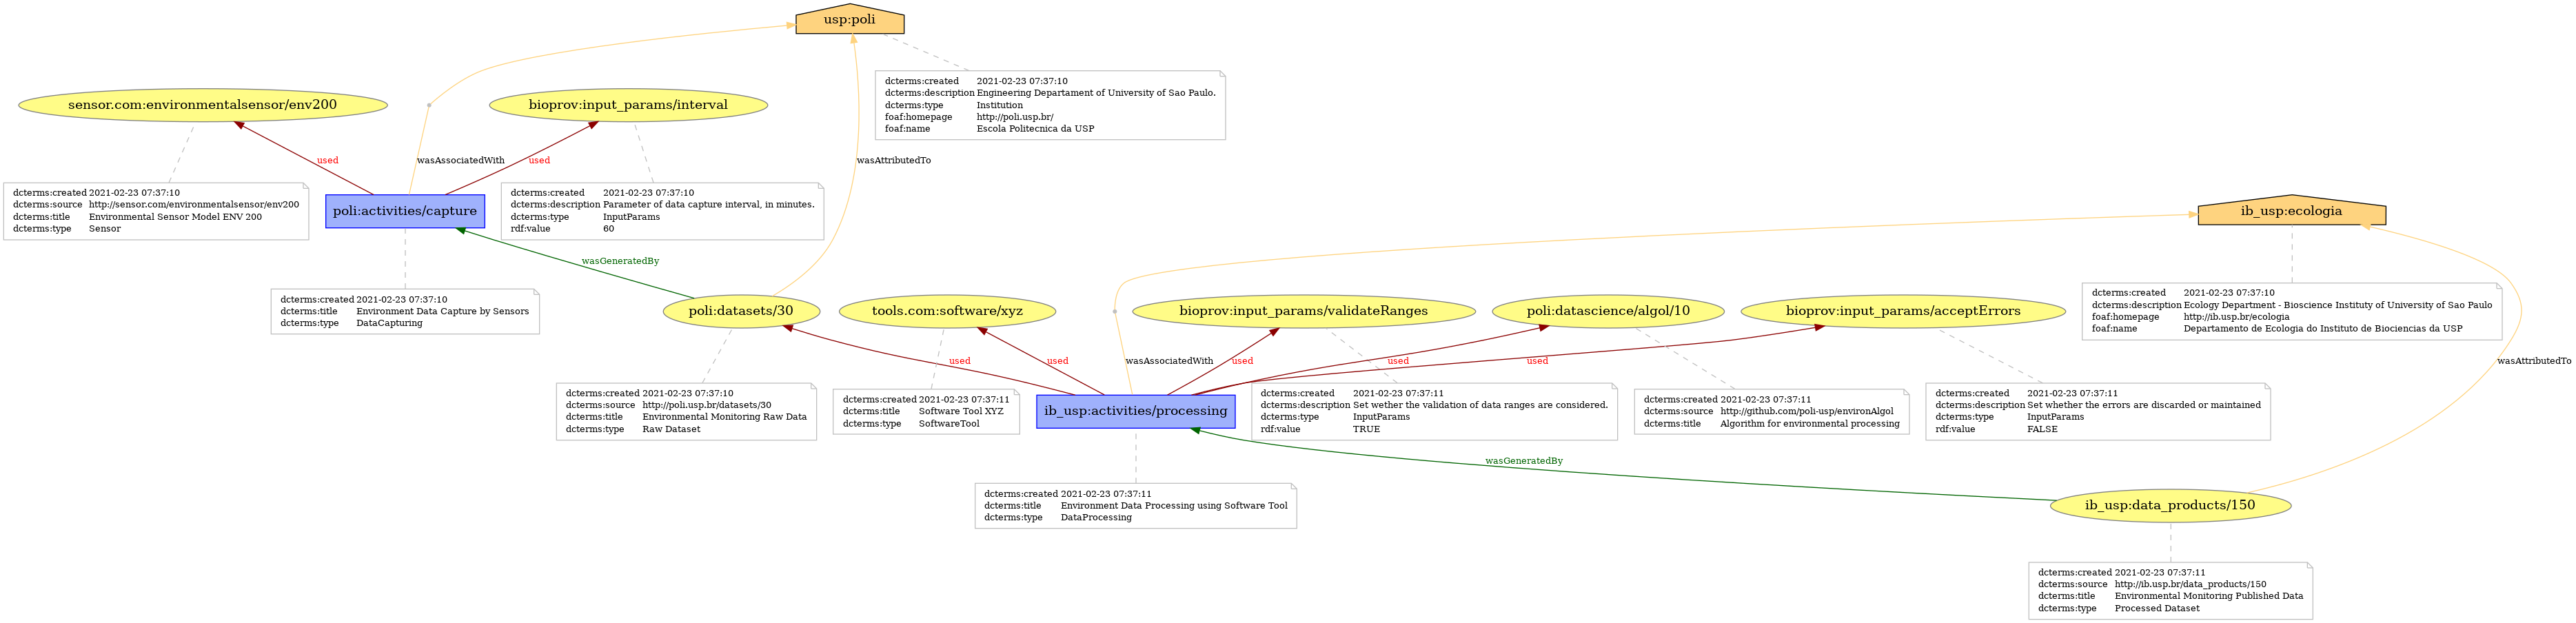 usp:poli
dcterms:created 2021-02-23 07:37:10
dcterms:description Engineering Departament of University of Sao Paulo.
dcterms:type Institution
foaf:homepage http://poli.usp.br/
foaf:name Escola Politecnica da USP
sensor.com:environmentalsensor/env200
bioprov:input_params/interval
used
wasAssociatedWith
used
wasAttributedTo
dcterms:created 2021-02-23 07:37:10
dcterms:source http://sensor.com/environmentalsensor/env200
dcterms:title Environmental Sensor Model ENV 200
dcterms:type Sensor
poli:activities/capture
dcterms:created 2021-02-23 07:37:10
dcterms:description Parameter of data capture interval, in minutes.
dcterms:type InputParams
rdf:value 60
ib_usp:ecologia
wasGeneratedBy
dcterms:created 2021-02-23 07:37:10
dcterms:title Environment Data Capture by Sensors
dcterms:type DataCapturing
poli:datasets/30
tools.com:software/xyz
bioprov:input_params/validateRanges
poli:datascience/algol/10
bioprov:input_params/acceptErrors
dcterms:created 2021-02-23 07:37:10
dcterms:description Ecology Department - Bioscience Instituty of University of Sao Paulo
foaf:homepage http://ib.usp.br/ecologia
foaf:name Departamento de Ecologia do Instituto de Biociencias da USP
used
used
wasAssociatedWith
used
used
used
wasAttributedTo
dcterms:created 2021-02-23 07:37:10
dcterms:source http://poli.usp.br/datasets/30
dcterms:title Environmental Monitoring Raw Data
dcterms:type Raw Dataset
dcterms:created 2021-02-23 07:37:11
dcterms:title Software Tool XYZ
dcterms:type SoftwareTool
ib_usp:activities/processing
dcterms:created 2021-02-23 07:37:11
dcterms:description Set wether the validation of data ranges are considered.
dcterms:type InputParams
rdf:value TRUE
dcterms:created 2021-02-23 07:37:11
dcterms:source http://github.com/poli-usp/environAlgol
dcterms:title Algorithm for environmental processing
dcterms:created 2021-02-23 07:37:11
dcterms:description Set whether the errors are discarded or maintained
dcterms:type InputParams
rdf:value FALSE
wasGeneratedBy
dcterms:created 2021-02-23 07:37:11
dcterms:title Environment Data Processing using Software Tool
dcterms:type DataProcessing
ib_usp:data_products/150
dcterms:created 2021-02-23 07:37:11
dcterms:source http://ib.usp.br/data_products/150
dcterms:title Environmental Monitoring Published Data
dcterms:type Processed Dataset